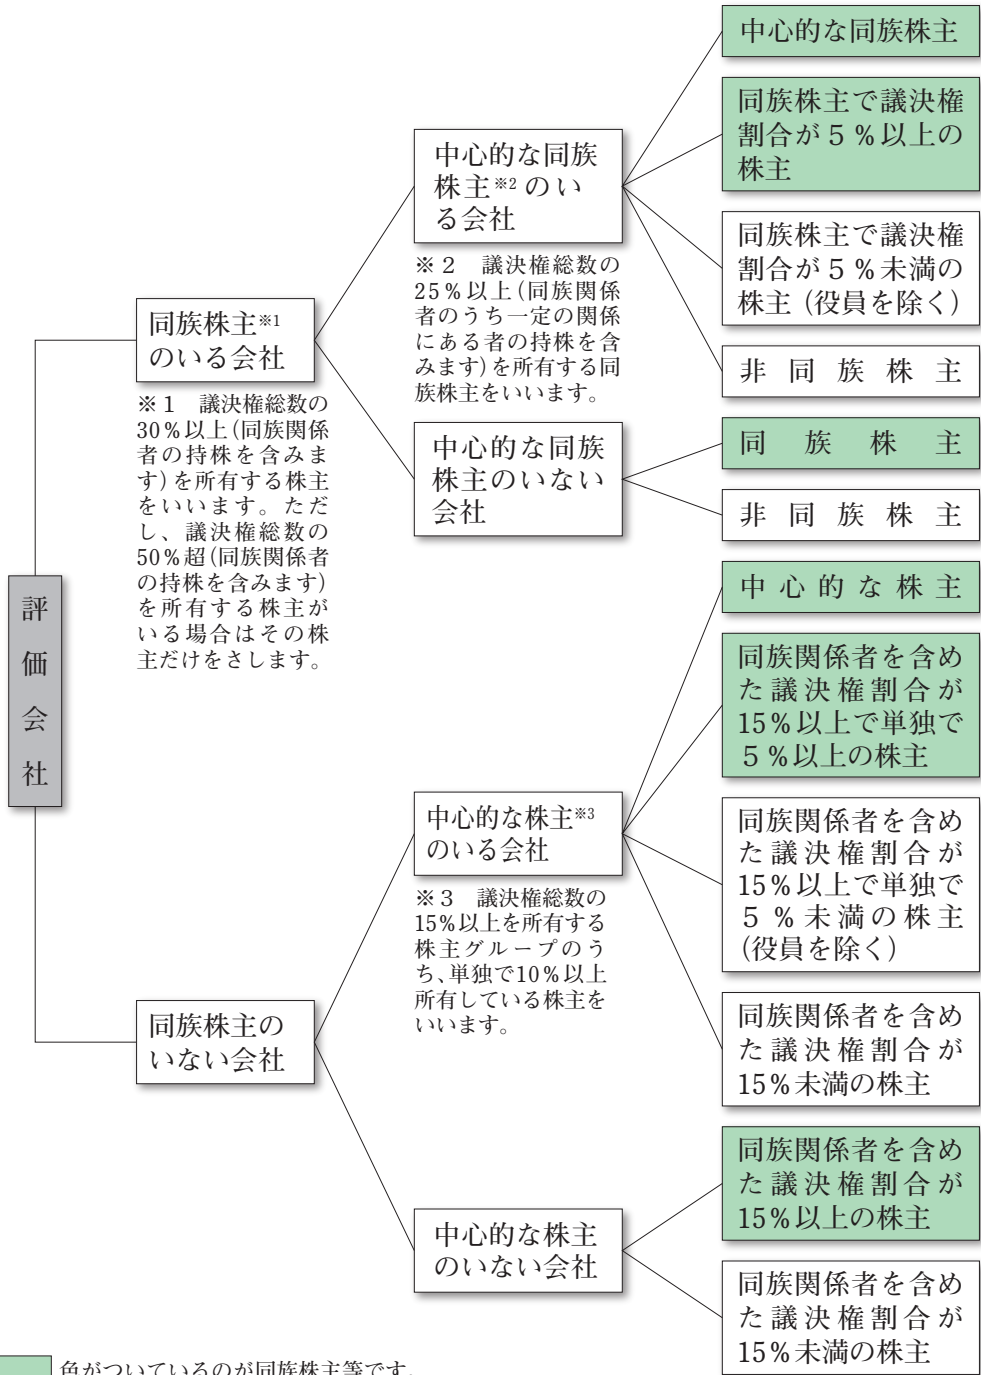 評価会社
同族株主※1
のいる会社
※1　議決権総数の
30%以上(同族関係
者の持株を含みま
す)を所有する株主
をいいます。ただ
し、議決権総数の
50%超(同族関係者
の持株を含みます)
を所有する株主が
いる場合はその株
主だけをさします。
中心的な同族
株主※2のい
る会社
※2　議決権総数の
25%以上(同族関係
者のうち一定の関係
にある者の持株を含
みます)を所有する同
族株主をいいます。
中心的な同族株主
同族株主で議決権
割合が5%以上の
株主
同族株主で議決権
割合が5%未満の
株主(役員を除く)
非同族株主
中心的な同族
株主のいない
会社
同族株主
非同族株主
同族株主の
いない会社
中心的な株主※3
のいる会社
※3　議決権総数の
15%以上を所有する
株主グループのう
ち、単独で10%以上
所有している株主を
いいます。
中心的な株主
同族関係者を含め
た議決権割合が
15%以上で単独で
5%以上の株主
同族関係者を含め
た議決権割合が
15%以上で単独で
5%未満の株主
(役員を除く)
同族関係者を含め
た議決権割合が
15%未満の株主
中心的な株主
のいない会社
同族関係者を含め
た議決権割合が
15%以上の株主
同族関係者を含め
た議決権割合が
15%未満の株主
色がついているのが同族株主等です。